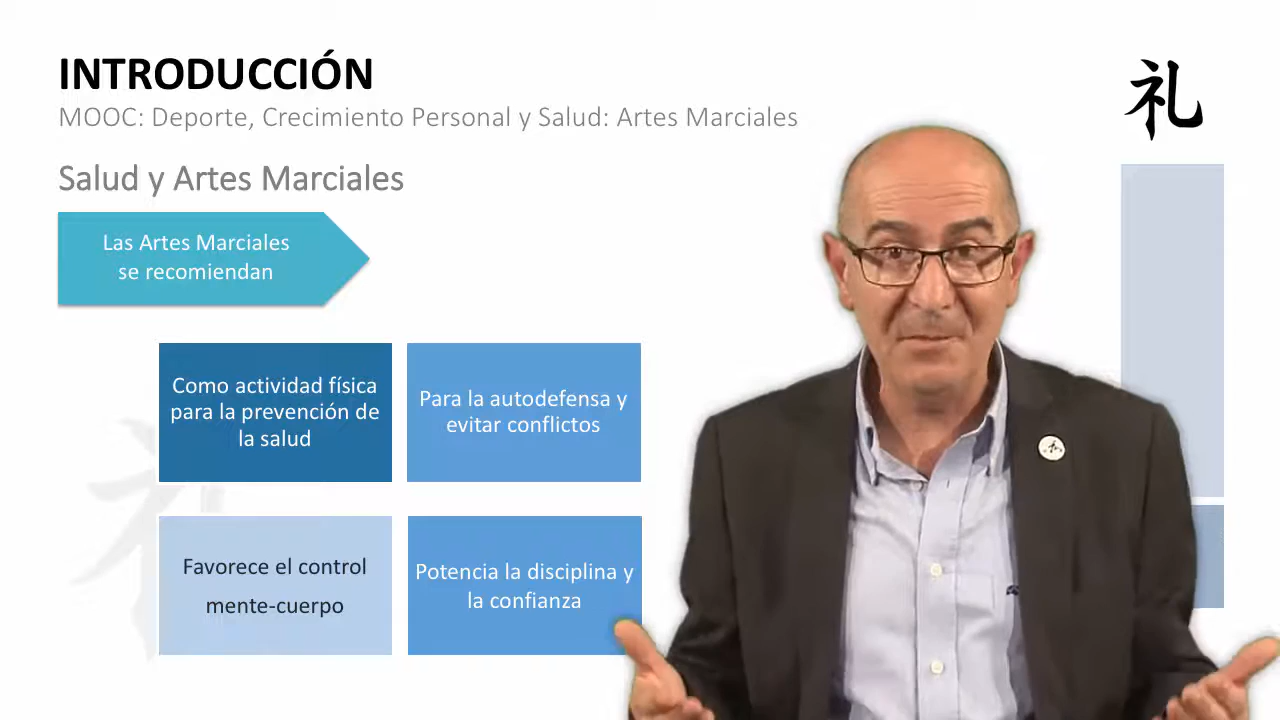 INTRODUCCIÓN
MOOC: Deporte, Crecimiento Personal y Salud: Artes Marciales
礼
Salud y Artes Marciales
Las Artes Marciales
se recomiendan
Como actividad física
para la prevención de
la salud
Para la autodefensa y
evitar conflictos
Favorece el control
mente-cuerpo
Potencia la disciplina y
la confianza